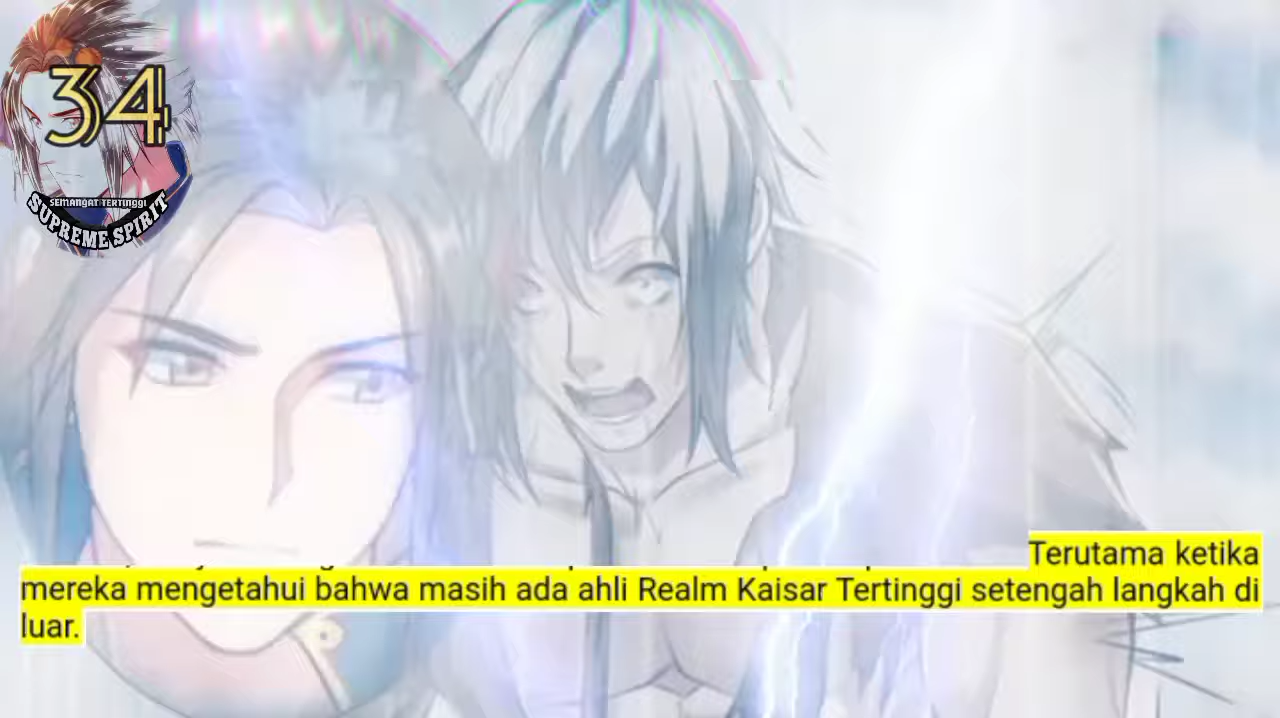 34
SEMANGAT TERTINGGI
SUPREME SPIRIT
Terutama ketika
mereka mengetahui bahwa masih ada ahli Realm Kaisar Tertinggi setengah langkah di
luar.